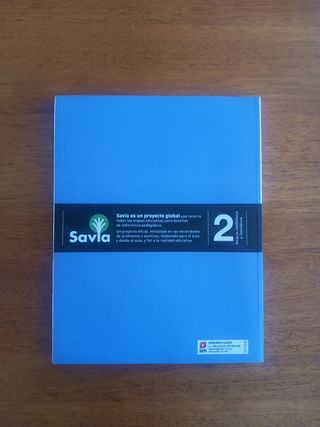 Savia
Savia es un proyecto global que recorre
todas las etapas educativas para dotarlas
de coherencia pedagógica.
Un proyecto eficaz, enraizado en las necesidades
de profesores y alumnos, elaborado para el aula
y desde el aula, y fiel a la realidad educativa.
2
sm